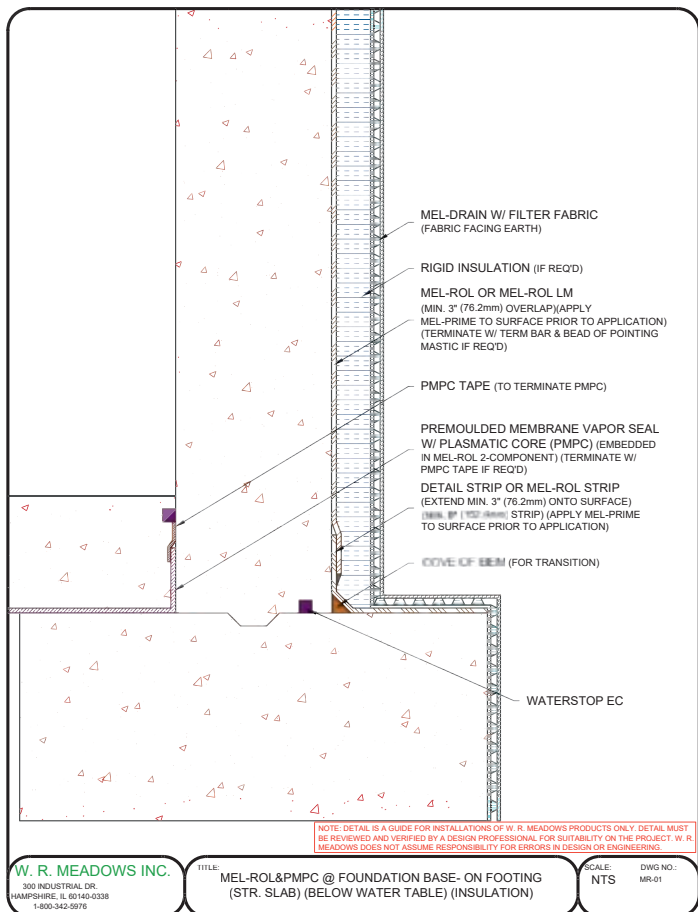 MEL-DRAIN W/ FILTER FABRIC
(FABRIC FACING EARTH)
RIGID INSULATION (IF REQ'D)
MEL-ROL OR MEL-ROL LM
(MIN. 3" (76.2mm) OVERLAP)(APPLY
MEL-PRIME TO SURFACE PRIOR TO APPLICATION)
(TERMINATE W/ TERM BAR & BEAD OF POINTING
MASTIC IF REQ'D)
PMPC TAPE (TO TERMINATE PMPC)
PREMOULDED MEMBRANE VAPOR SEAL
W/ PLASMATIC CORE (PMPC) (EMBEDDED
IN MEL-ROL 2-COMPONENT) (TERMINATE W/
PMPC TAPE IF REQ'D)
DETAIL STRIP OR MEL-ROL STRIP
(EXTEND MIN. 3" (76.2mm) ONTO SURFACE)
STRIP) (APPLY MEL-PRIME
TO SURFACE PRIOR TO APPLICATION)
(FOR TRANSITION)
WATERSTOP EC
NOTE: DETAIL IS A GUIDE FOR INSTALLATIONS OF W. R. MEADOWS PRODUCTS ONLY. DETAIL MUST
BE REVIEWED AND VERIFIED BY A DESIGN PROFESSIONAL FOR SUITABILITY ON THE PROJECT. W. R.
MEADOWS DOES NOT ASSUME RESPONSIBILITY FOR ERRORS IN DESIGN OR ENGINEERING.
W. R. MEADOWS INC.
300 INDUSTRIAL DR.
HAMPSHIRE, IL 60140-0338
1-800-342-5976
TITLE:
MEL-ROL&PMPC @ FOUNDATION BASE- ON FOOTING
(STR. SLAB) (BELOW WATER TABLE) (INSULATION)
SCALE:
NTS
DWG NO.:
MR-01